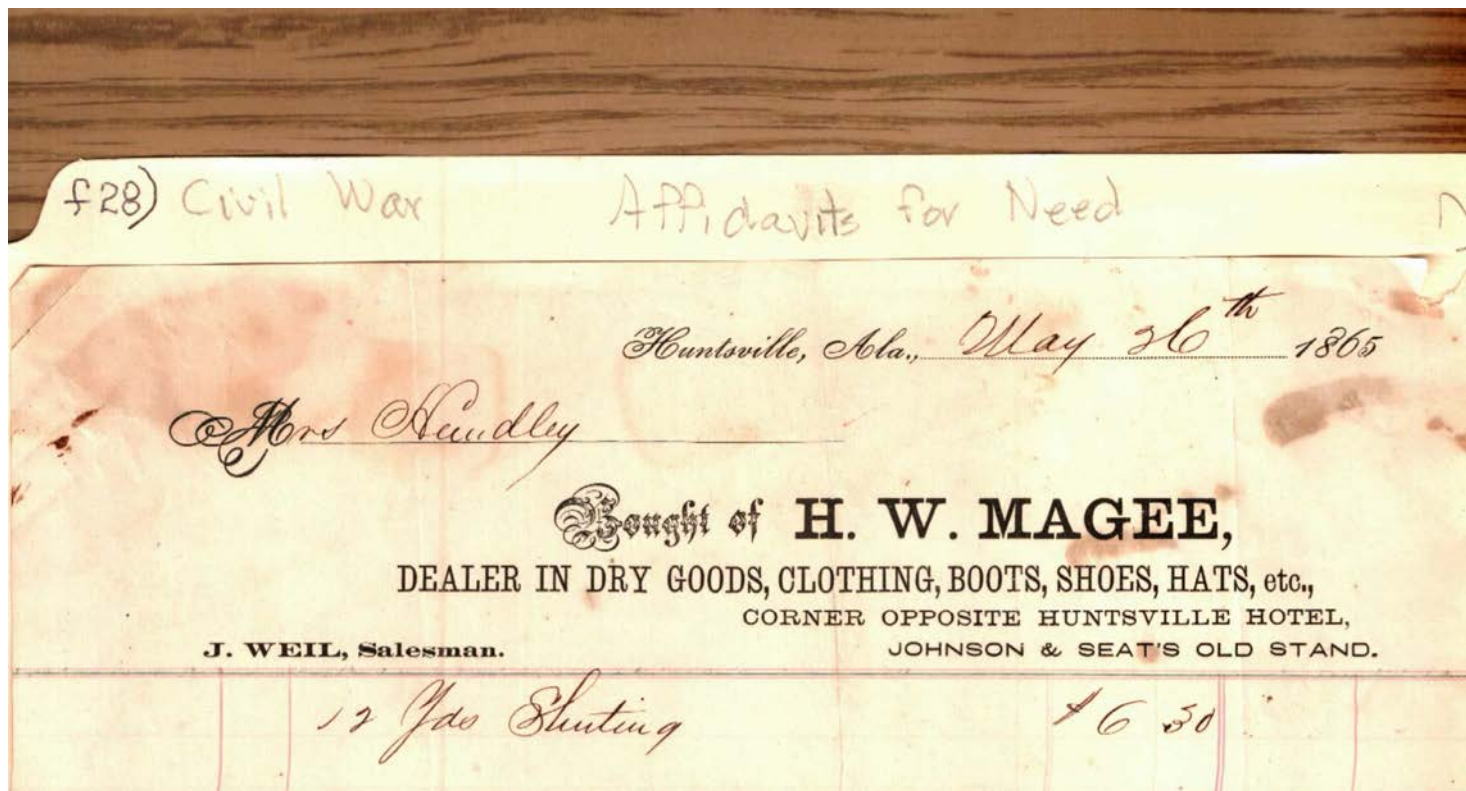 f28) Civil War Affidavits for Need
Huntsville, Ala., May 26th 1865
Mrs Hundley
Bought of H. W. MAGEE,
DEALER IN DRY GOODS, CLOTHING, BOOTS, SHOES, HATS, etc.,
CORNER OPPOSITE HUNTSVILLE HOTEL,
J. WEIL, Salesman. JOHNSON & SEAT'S OLD STAND.
12 Yds Sheeting $ 6 30